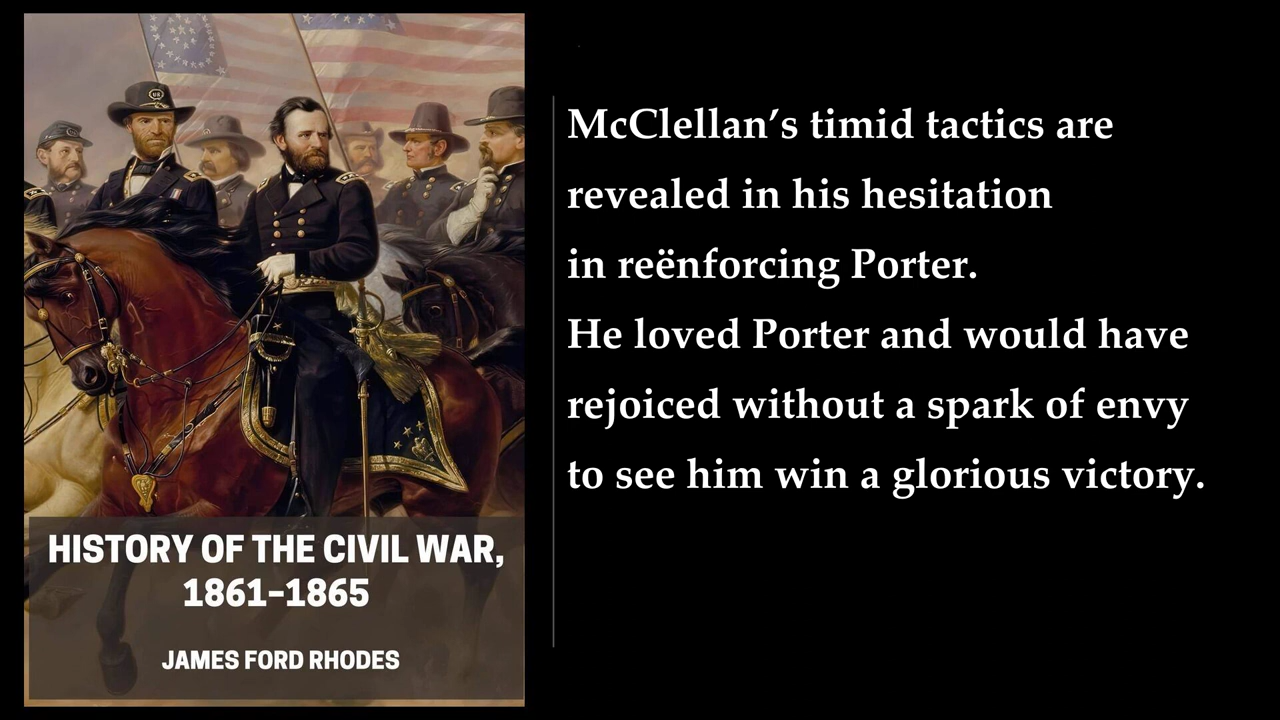 HISTORY OF THE CIVIL WAR,
1861–1865
JAMES FORD RHODES
McClellan’s timid tactics are
revealed in his hesitation
in reënforcing Porter.
He loved Porter and would have
rejoiced without a spark of envy
to see him win a glorious victory.